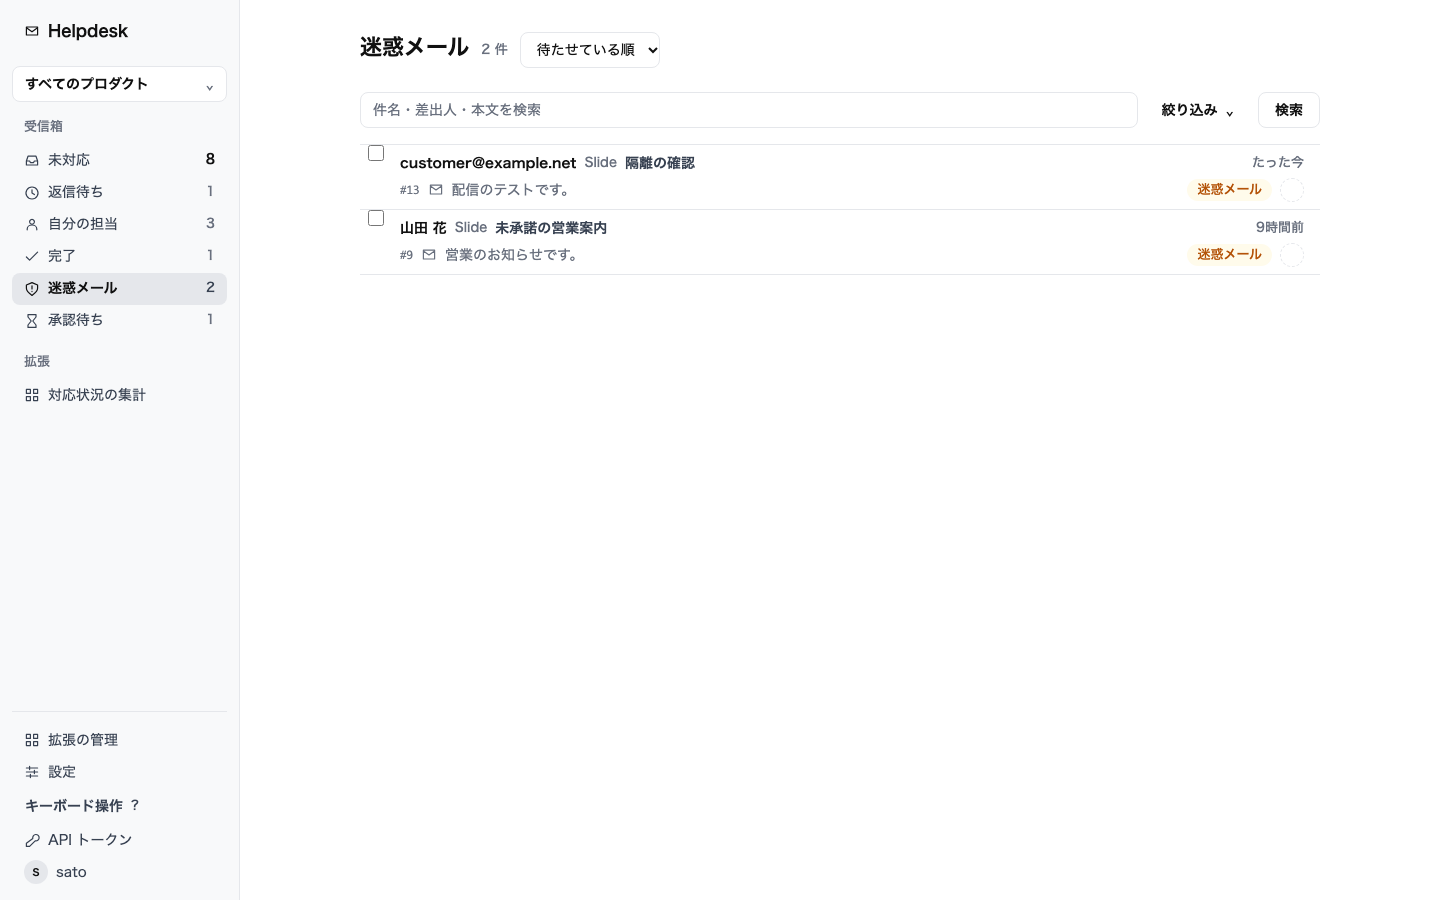 Helpdesk
すべてのプロダクト
受信箱
未対応 8
返信待ち 1
自分の担当 3
完了 1
迷惑メール 2
承認待ち 1
拡張
対応状況の集計
拡張の管理
設定
キーボード操作 ?
API トークン
S sato
迷惑メール 2 件 待たせている順
件名・差出人・本文を検索 絞り込み 検索
customer@example.net Slide 隔離の確認 たった今
#13 配信のテストです。 迷惑メール
山田 花 Slide 未承諾の営業案内 9時間前
#9 営業のお知らせです。 迷惑メール